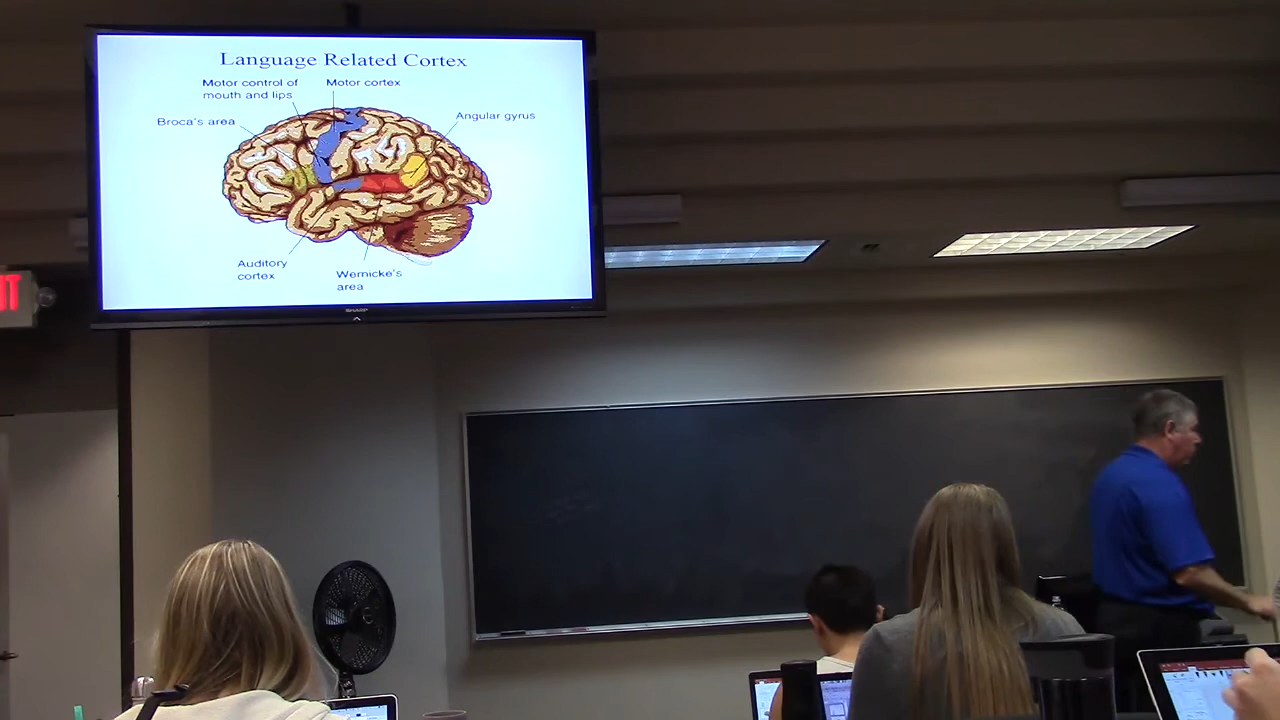 Language Related Cortex
Motor control of
mouth and lips
Motor cortex
Broca's area
Angular gyrus
Auditory
cortex
Wernicke's
area
SHARP